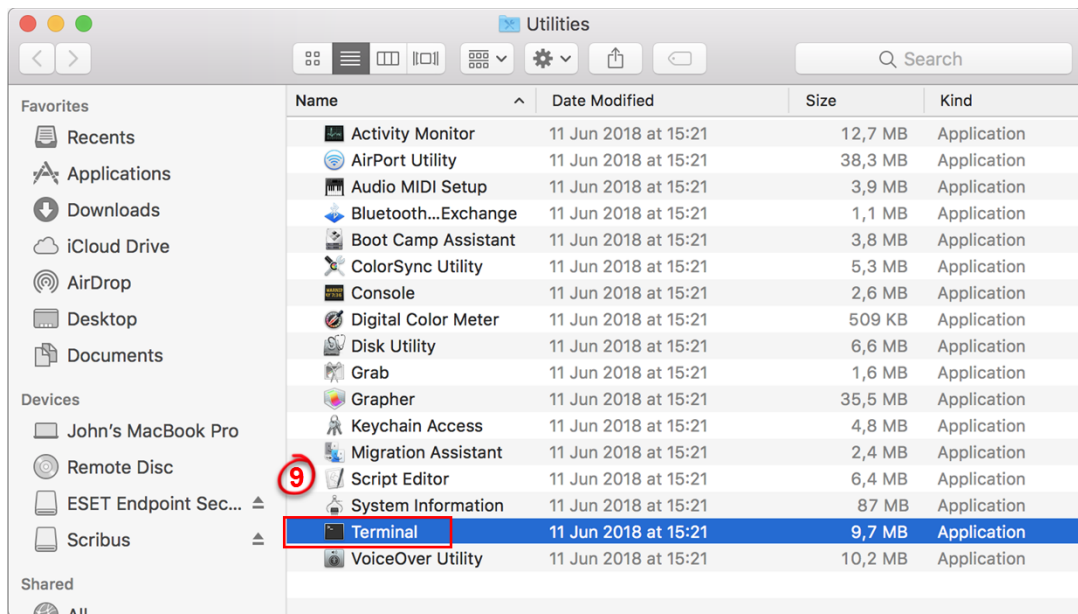 Utilities
Search
Favorites
Recents
Applications
Downloads
iCloud Drive
AirDrop
Desktop
Documents
Devices
John's MacBook Pro
Remote Disc
ESET Endpoint Sec...
Scribus
Shared
All
Name Date Modified Size Kind
Activity Monitor 11 Jun 2018 at 15:21 12,7 MB Application
AirPort Utility 11 Jun 2018 at 15:21 38,3 MB Application
Audio MIDI Setup 11 Jun 2018 at 15:21 3,9 MB Application
Bluetooth...Exchange 11 Jun 2018 at 15:21 1,1 MB Application
Boot Camp Assistant 11 Jun 2018 at 15:21 3,8 MB Application
ColorSync Utility 11 Jun 2018 at 15:21 5,3 MB Application
Console 11 Jun 2018 at 15:21 2,6 MB Application
Digital Color Meter 11 Jun 2018 at 15:21 509 KB Application
Disk Utility 11 Jun 2018 at 15:21 6,6 MB Application
Grab 11 Jun 2018 at 15:21 1,6 MB Application
Grapher 11 Jun 2018 at 15:21 35,5 MB Application
Keychain Access 11 Jun 2018 at 15:21 4,8 MB Application
Migration Assistant 11 Jun 2018 at 15:21 2,4 MB Application
9
Script Editor 11 Jun 2018 at 15:21 6,4 MB Application
System Information 11 Jun 2018 at 15:21 87 MB Application
Terminal 11 Jun 2018 at 15:21 9,7 MB Application
VoiceOver Utility 11 Jun 2018 at 15:21 10,2 MB Application